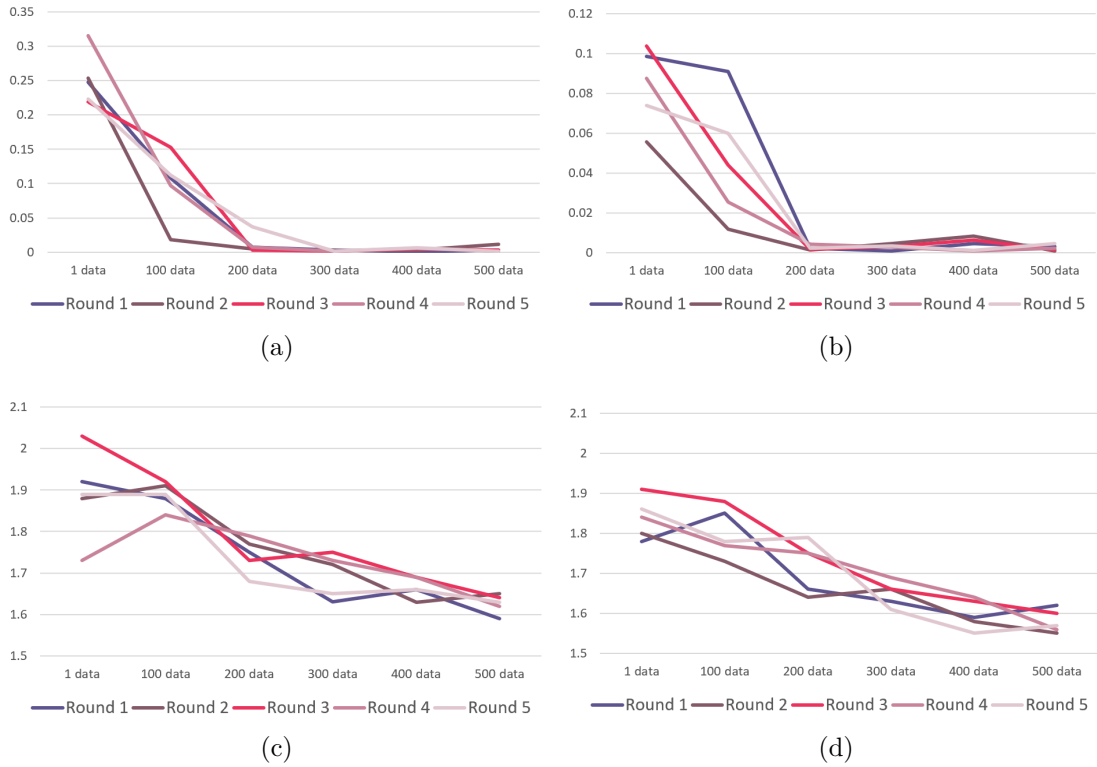 0.35
0.3
0.25
0.2
0.15
0.1
0.05
0
1 data 100 data 200 data 300 data 400 data 500 data
Round 1 Round 2 Round 3 Round 4 Round 5
(a)
0.12
0.1
0.08
0.06
0.04
0.02
0
1 data 100 data 200 data 300 data 400 data 500 data
Round 1 Round 2 Round 3 Round 4 Round 5
(b)
2.1
2
1.9
1.8
1.7
1.6
1.5
1 data 100 data 200 data 300 data 400 data 500 data
Round 1 Round 2 Round 3 Round 4 Round 5
(c)
2.1
2
1.9
1.8
1.7
1.6
1.5
1 data 100 data 200 data 300 data 400 data 500 data
Round 1 Round 2 Round 3 Round 4 Round 5
(d)